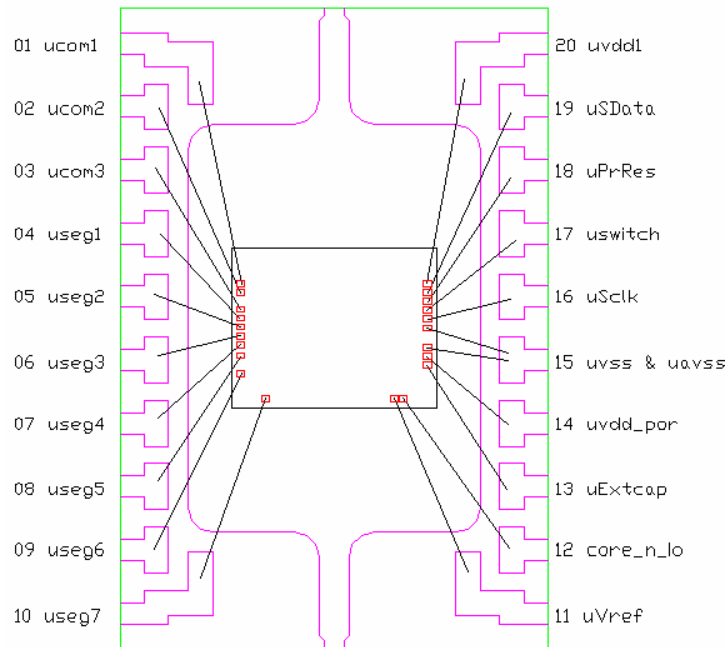 01 ucom1
02 ucom2
03 ucom3
04 useg1
05 useg2
06 useg3
07 useg4
08 useg5
09 useg6
10 useg7
20 uvdd1
19 uSData
18 uPrRes
17 uswitch
16 uSclk
15 uvss & uavss
14 uvdd_por
13 uExtcap
12 core_n_lo
11 uVref